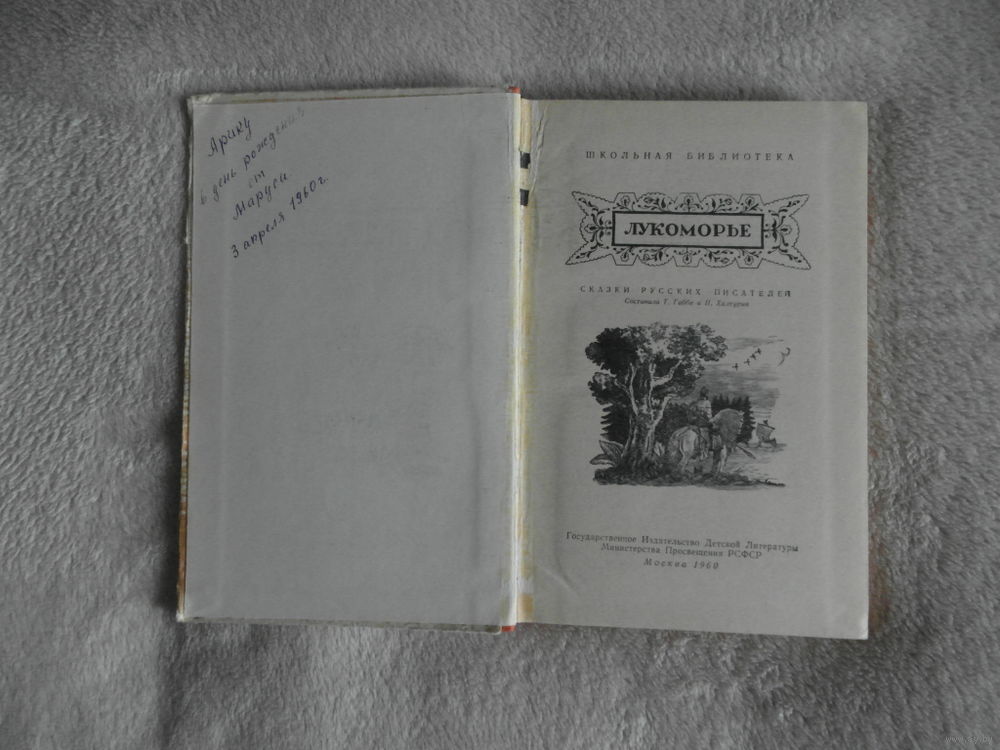 Арику
в день рождения
от
Маруси
3 апреля 1960г.
ШКОЛЬНАЯ БИБЛИОТЕКА
ЛУКОМОРЬЕ
СКАЗКИ РУССКИХ ПИСАТЕЛЕЙ
Составили Т. Габбе и П. Халтурин
Государственное Издательство Детской Литературы
Министерства Просвещения РСФСР
Москва 1960